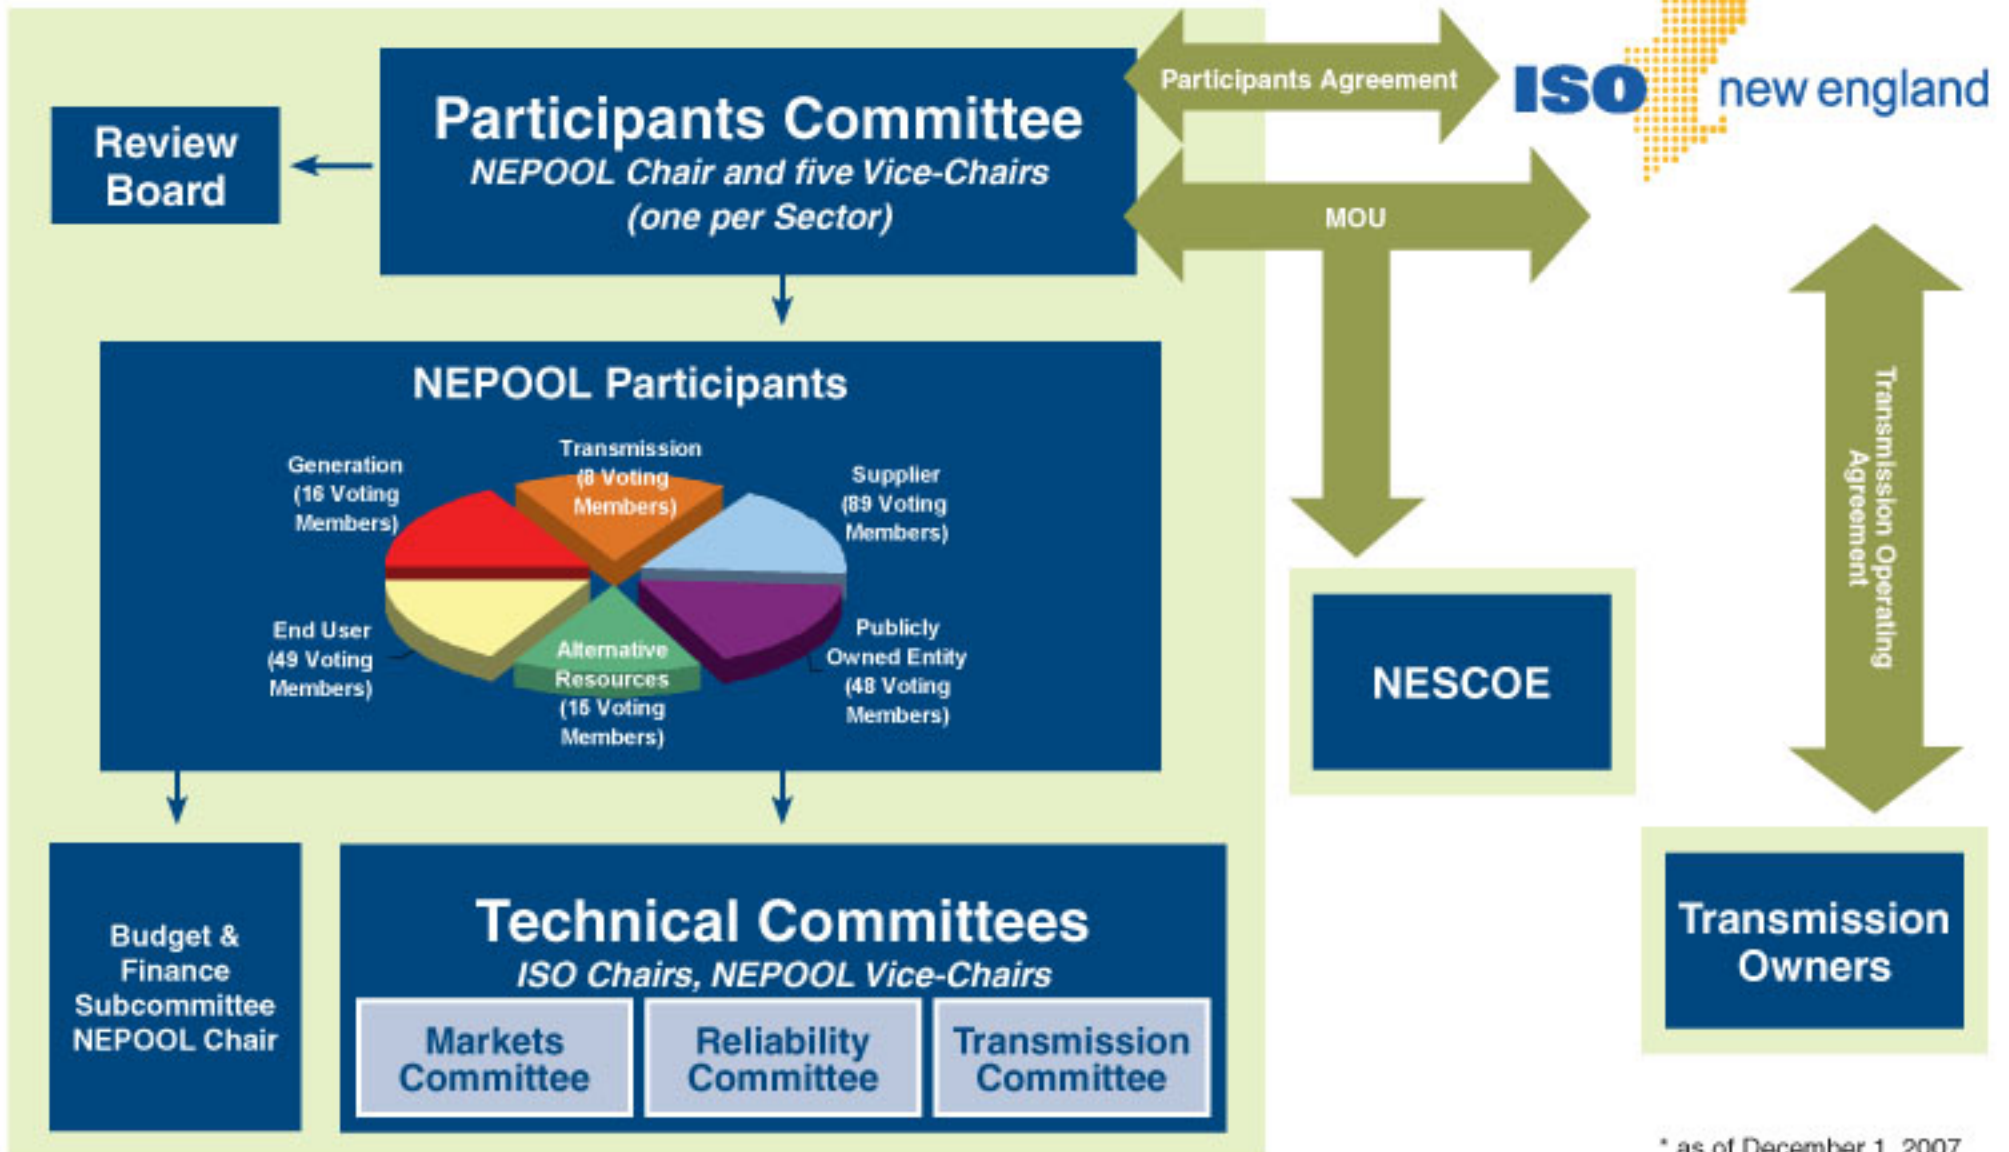 Participants Agreement
ISO new england
Participants Committee
NEPOOL Chair and five Vice-Chairs
(one per Sector)
Review
Board
MOU
NEPOOL Participants
Generation
(16 Voting
Members)
Transmission
(8 Voting
Members)
Supplier
(89 Voting
Members)
End User
(49 Voting
Members)
Alternative
Resources
(16 Voting
Members)
Publicly
Owned Entity
(48 Voting
Members)
NESCOE
Transmission Operating
Agreement
Budget &
Finance
Subcommittee
NEPOOL Chair
Technical Committees
ISO Chairs, NEPOOL Vice-Chairs
Markets
Committee
Reliability
Committee
Transmission
Committee
Transmission
Owners
* as of December 1, 2007